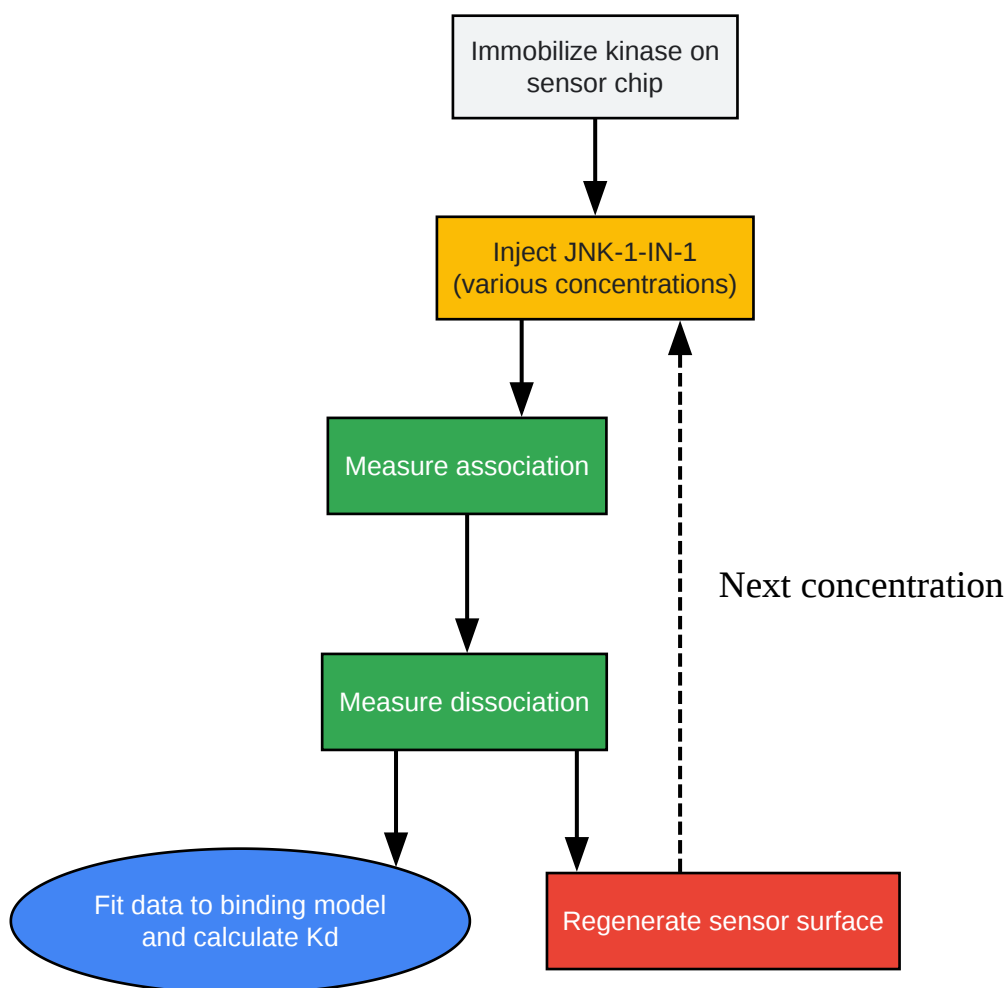 Immobilize kinase on
sensor chip
Inject JNK-1-IN-1
(various concentrations)
Measure association
Next concentration
Measure dissociation
Fit data to binding model
and calculate Kd
Regenerate sensor surface